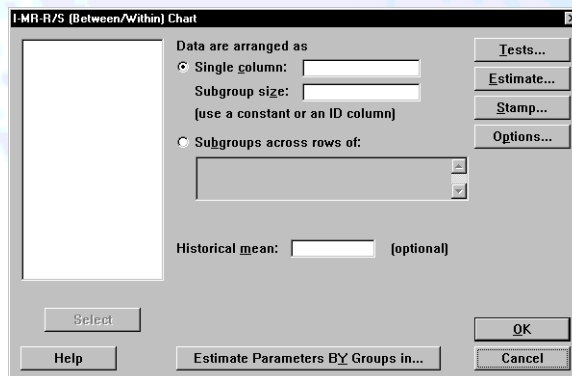 I-MR-R/S (Between/Within) Chart
Data are arranged as
Single column:
Subgroup size:
(use a constant or an ID column)
Subgroups across rows of:
Historical mean: (optional)
Tests...
Estimate...
Stamp...
Options...
Select
Help
Estimate Parameters BY Groups in...
OK
Cancel